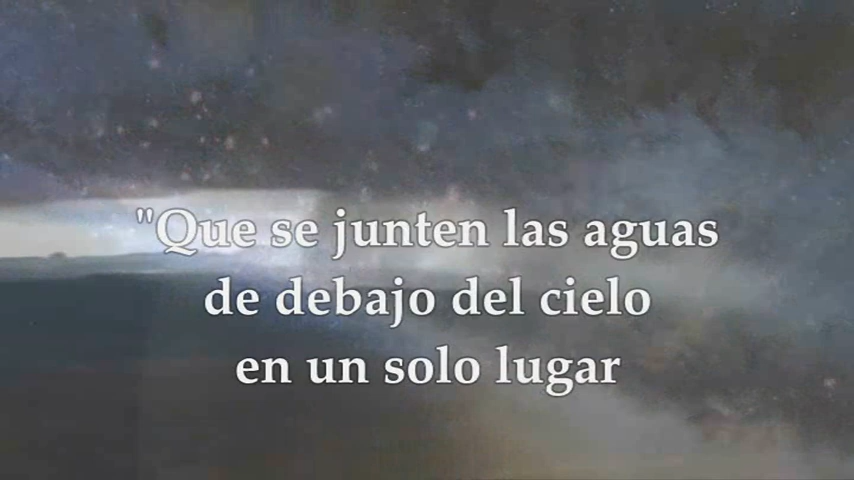 "Que se junten las aguas
de debajo del cielo
en un solo lugar